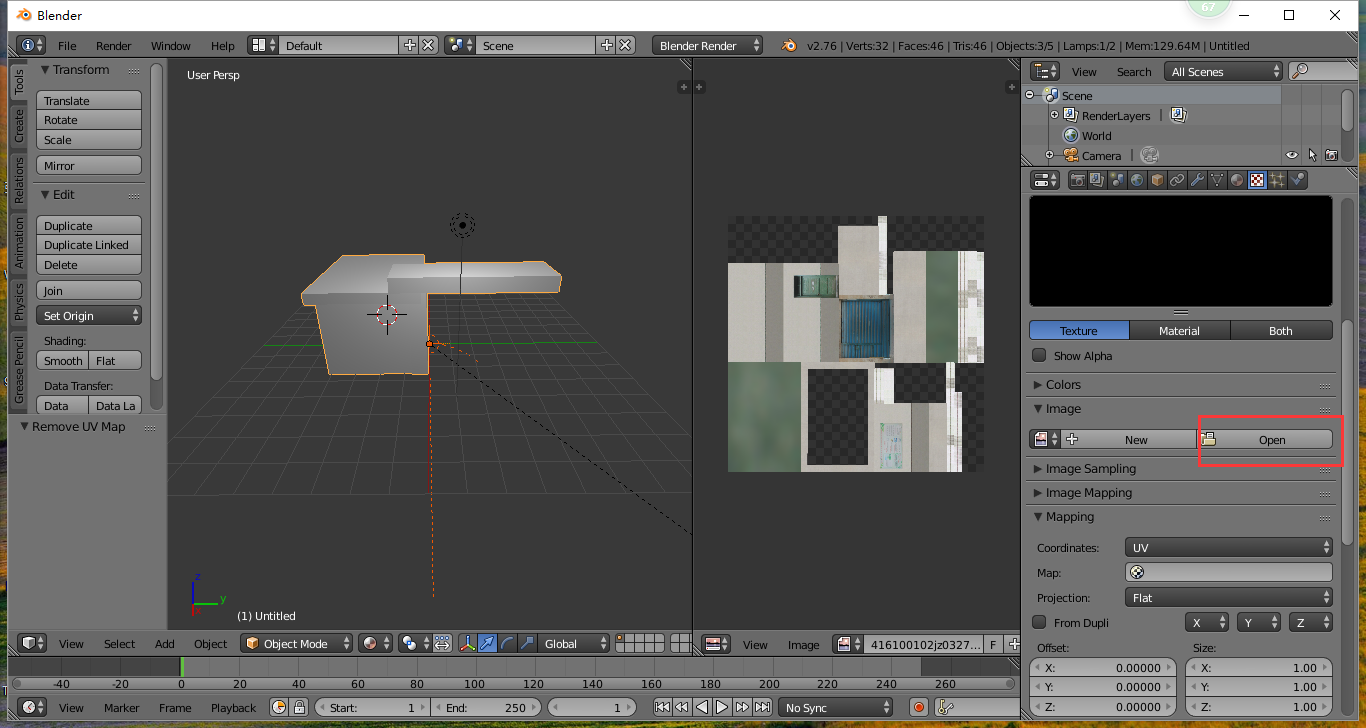 67
Blender
File Render Window Help Default Scene Blender Render v2.76 | Verts:32 | Faces:46 | Tris:46 | Objects:3/5 | Lamps:1/2 | Mem:129.64M | Untitled
Tools
Create
Relations
Animation
Physics
Grease Pencil
Transform
Translate
Rotate
Scale
Mirror
Edit
Duplicate
Duplicate Linked
Delete
Join
Set Origin
Shading:
Smooth Flat
Data Transfer:
Data Data La
Remove UV Map
User Persp
z
y
(1) Untitled
View Select Add Object Object Mode Global
View Image 416100102jz0327... F
View Search All Scenes
Scene
RenderLayers |
World
Camera |
Texture Material Both
Show Alpha
Colors
Image
New Open
Image Sampling
Image Mapping
Mapping
Coordinates: UV
Map:
Projection: Flat
From Dupli X Y Z
Offset: Size:
X: 0.00000 X: 1.00
Y: 0.00000 Y: 1.00
Z: 0.00000 Z: 1.00
-40 -20 0 20 40 60 80 100 120 140 160 180 200 220 240 260
View Marker Frame Playback Start: 1 End: 250 1 No Sync